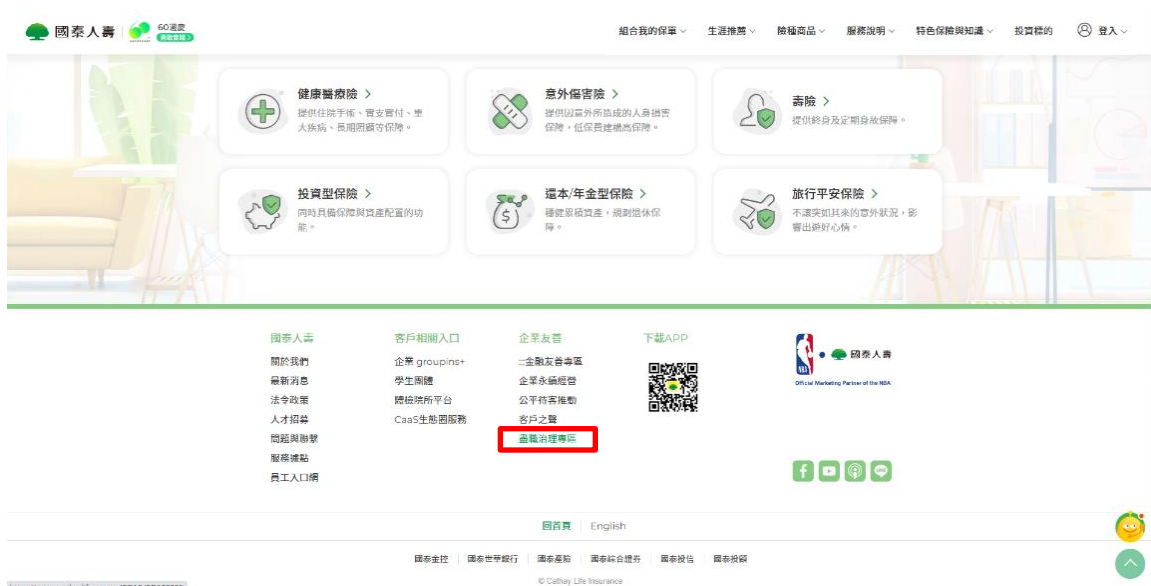 國泰人壽
60週慶
組合我的保單 生涯推薦 險種商品 服務說明 特色保險與知識 投資標的 登入
健康醫療險
提供住院手術、實支實付、重
大疾病、長期照顧等保障。
意外傷害險
提供因意外所造成的人身損害
保障，低保費建構高保障。
壽險
提供終身及定期身故保障。
投資型保險
同時具備保障與資產配置的功
能。
還本/年金型保險
穩健累積資產，規劃退休保
障。
旅行平安保險
不讓突如其來的意外狀況，影
響出遊好心情。
國泰人壽
關於我們
最新消息
法令政策
人才招募
問題與聯繫
服務據點
員工入口網
客戶相關入口
企業 groupins+
學生團體
體檢院所平台
CaaS生態圈服務
企業友善
:::金融友善專區
企業永續經營
公平待客推動
客戶之聲
盡職治理專區
下載APP
NBA
國泰人壽
Official Marketing Partner of the NBA
回首頁 English
國泰金控 國泰世華銀行 國泰產險 國泰綜合證券 國泰投信 國泰投顧
© Cathay Life Insurance